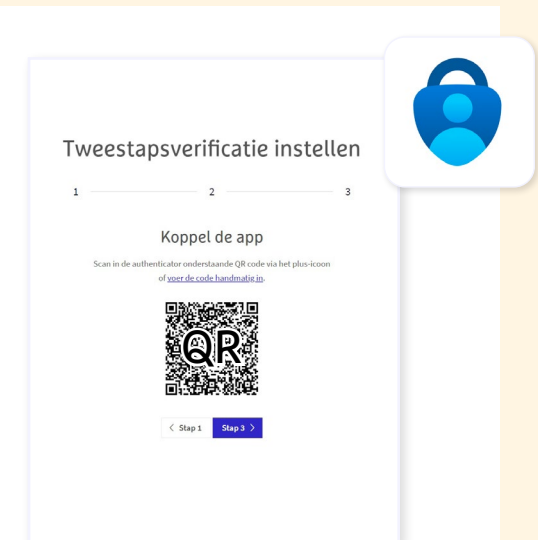 Tweestapsverificatie instellen
1 2 3
Koppel de app
Scan in de authenticator onderstaande QR code via het plus-icoon
of voer de code handmatig in.
QR
< Stap 1 Stap 3 >